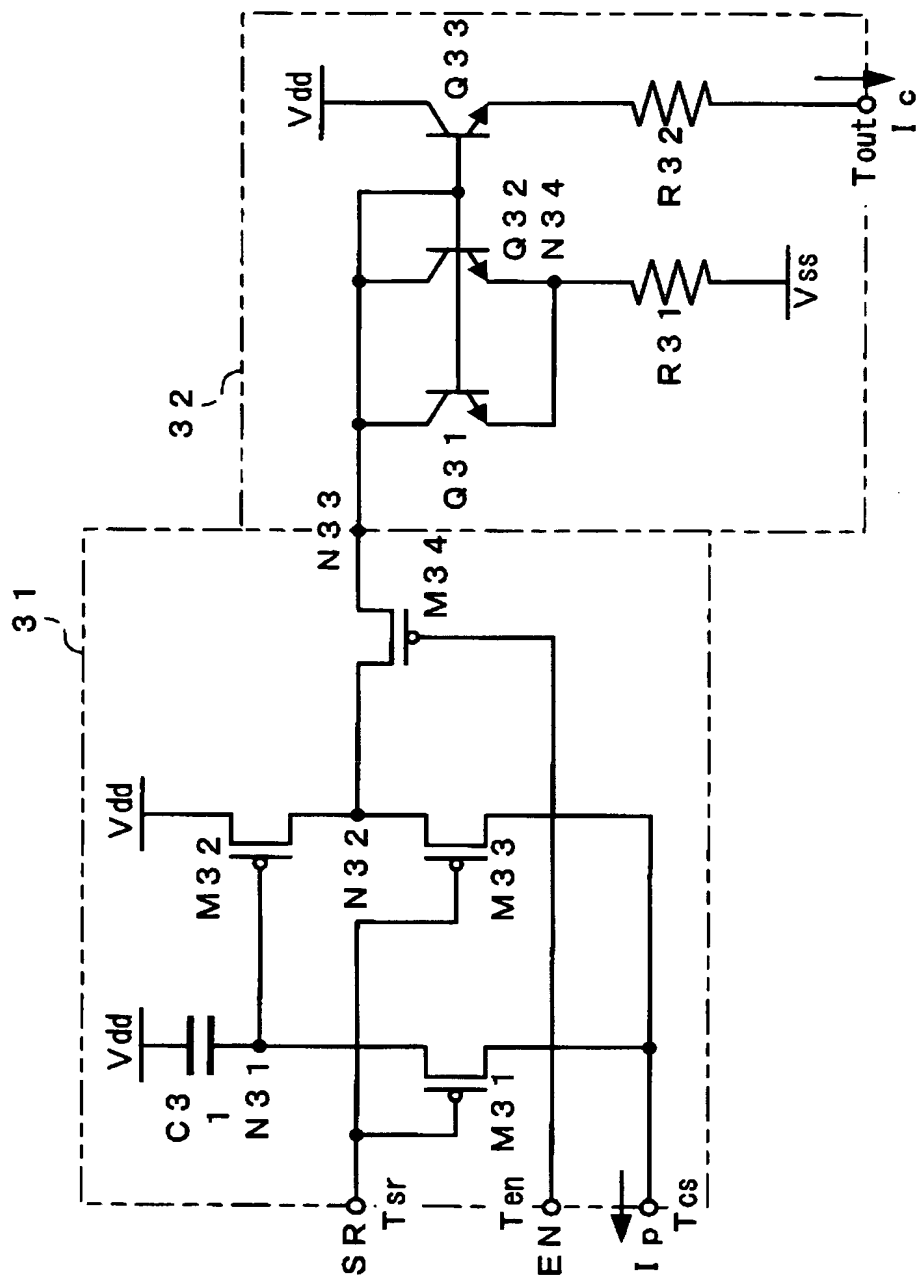 31
32
Vdd
Vdd
Vdd
C31
M32
Q33
N31
N32
N33
Q31
Q32
N34
M34
M31
M33
R31
R32
Vss
SR
Tsr
EN
Ten
Ip
Tcs
Tout
Ic